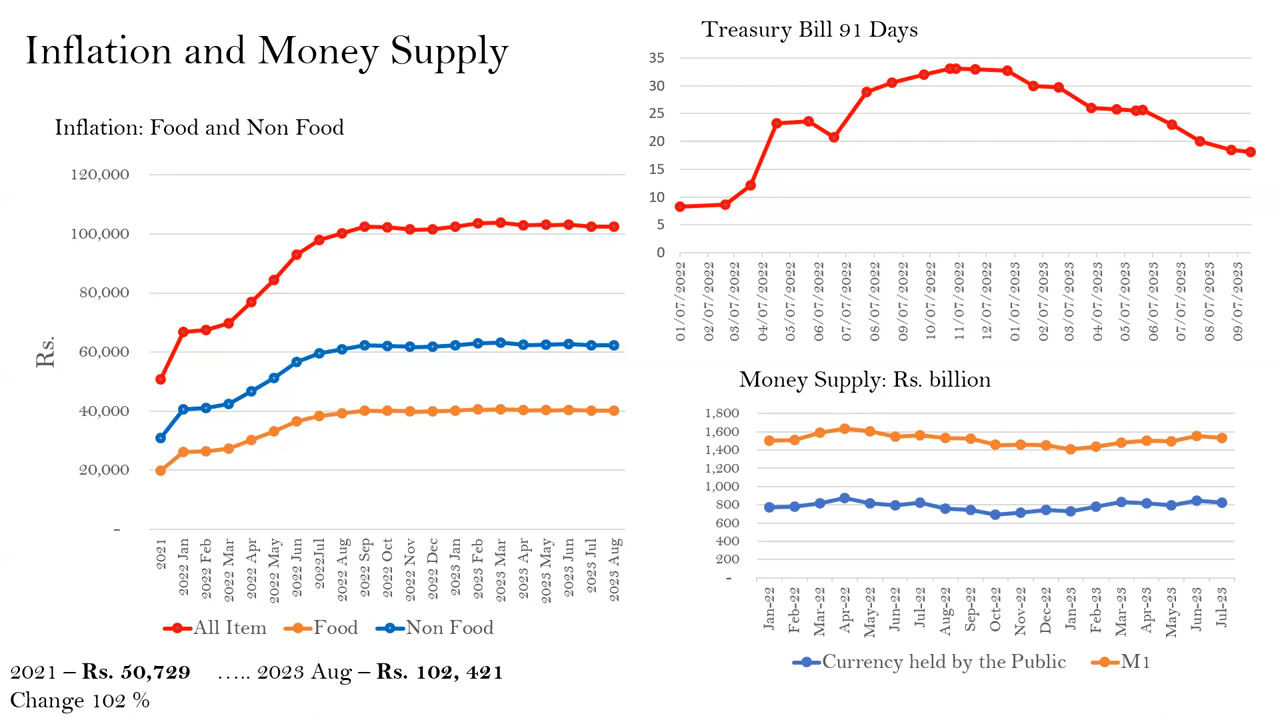 Inflation and Money Supply
Inflation: Food and Non Food
Rs.
120,000
100,000
80,000
60,000
40,000
20,000
-
2021
2022 Jan
2022 Feb
2022 Mar
2022 Apr
2022 May
2022 Jun
2022Jul
2022 Aug
2022 Sep
2022 Oct
2022 Nov
2022 Dec
2023 Jan
2023 Feb
2023 Mar
2023 Apr
2023 May
2023 Jun
2023 Jul
2023 Aug
All Item Food Non Food
2021 – Rs. 50,729 ….. 2023 Aug – Rs. 102, 421
Change 102 %
Treasury Bill 91 Days
35
30
25
20
15
10
5
0
01/07/2022
02/07/2022
03/07/2022
04/07/2022
05/07/2022
06/07/2022
07/07/2022
08/07/2022
09/07/2022
10/07/2022
11/07/2022
12/07/2022
01/07/2023
02/07/2023
03/07/2023
04/07/2023
05/07/2023
06/07/2023
07/07/2023
08/07/2023
09/07/2023
Money Supply: Rs. billion
1,800
1,600
1,400
1,200
1,000
800
600
400
200
-
Jan-22
Feb-22
Mar-22
Apr-22
May-22
Jun-22
Jul-22
Aug-22
Sep-22
Oct-22
Nov-22
Dec-22
Jan-23
Feb-23
Mar-23
Apr-23
May-23
Jun-23
Jul-23
Currency held by the Public M1